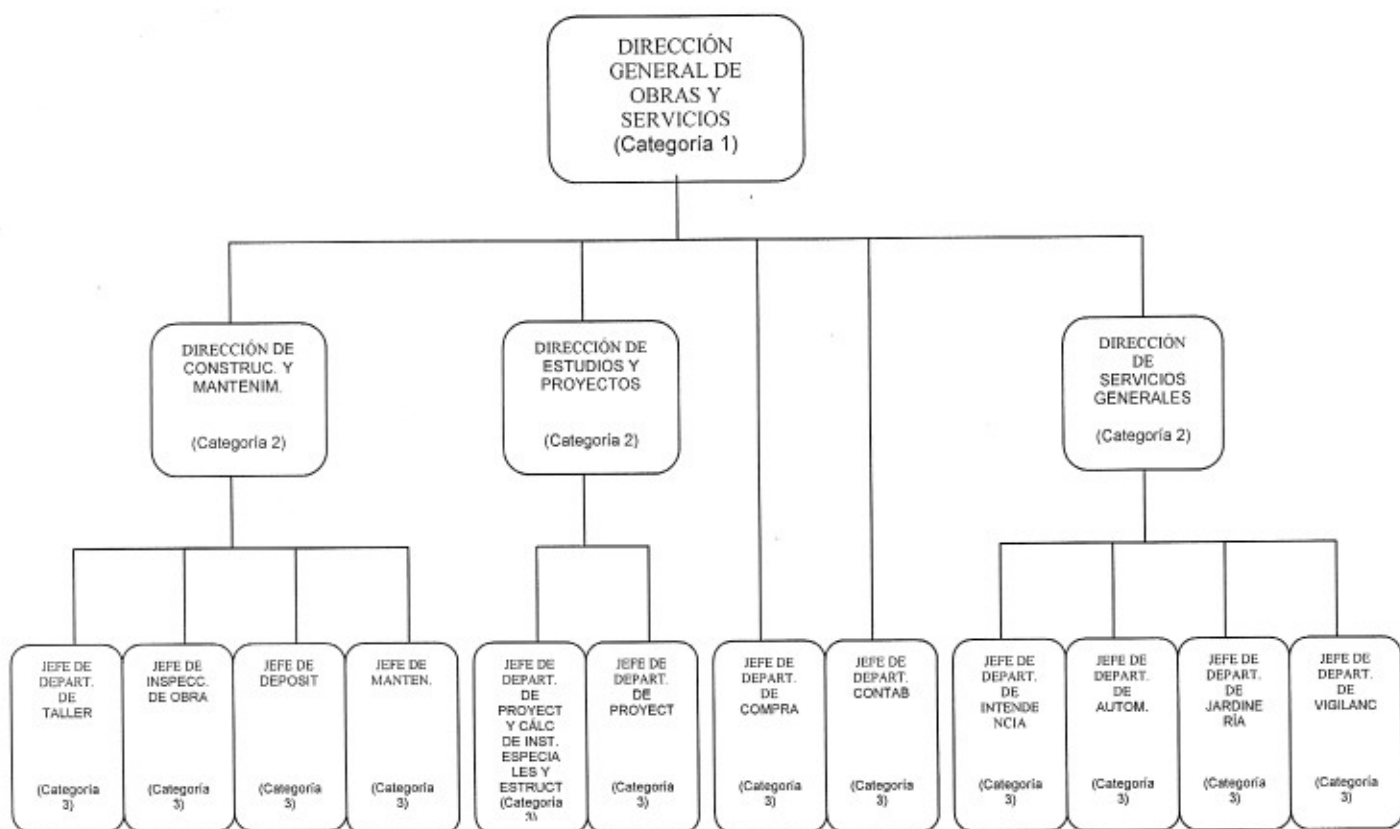 DIRECCIÓN
GENERAL DE
OBRAS Y
SERVICIOS
(Categoría 1)
DIRECCIÓN DE
CONSTRUC. Y
MANTENIM.
(Categoría 2)
DIRECCIÓN DE
ESTUDIOS Y
PROYECTOS
(Categoría 2)
DIRECCIÓN
DE
SERVICIOS
GENERALES
(Categoría 2)
JEFE DE
DEPART.
DE
TALLER
(Categoría
3)
JEFE DE
INSPECC.
DE OBRA
(Categoría
3)
JEFE DE
DEPOSIT
(Categoría
3)
JEFE DE
MANTEN.
(Categoría
3)
JEFE DE
DEPART.
DE
PROYECT
Y CÁLC
DE INST.
ESPECIA
LES Y
ESTRUCT
(Categoría
3)
JEFE DE
DEPART.
DE
PROYECT
(Categoría
3)
JEFE DE
DEPART.
DE
COMPRA
(Categoría
3)
JEFE DE
DEPART.
CONTAB
(Categoría
3)
JEFE DE
DEPART.
DE
INTENDE
NCIA
(Categoría
3)
JEFE DE
DEPART.
DE
AUTOM.
(Categoría
3)
JEFE DE
DEPART.
DE
JARDINE
RÍA
(Categoría
3)
JEFE DE
DEPART.
DE
VIGILANC
(Categoría
3)